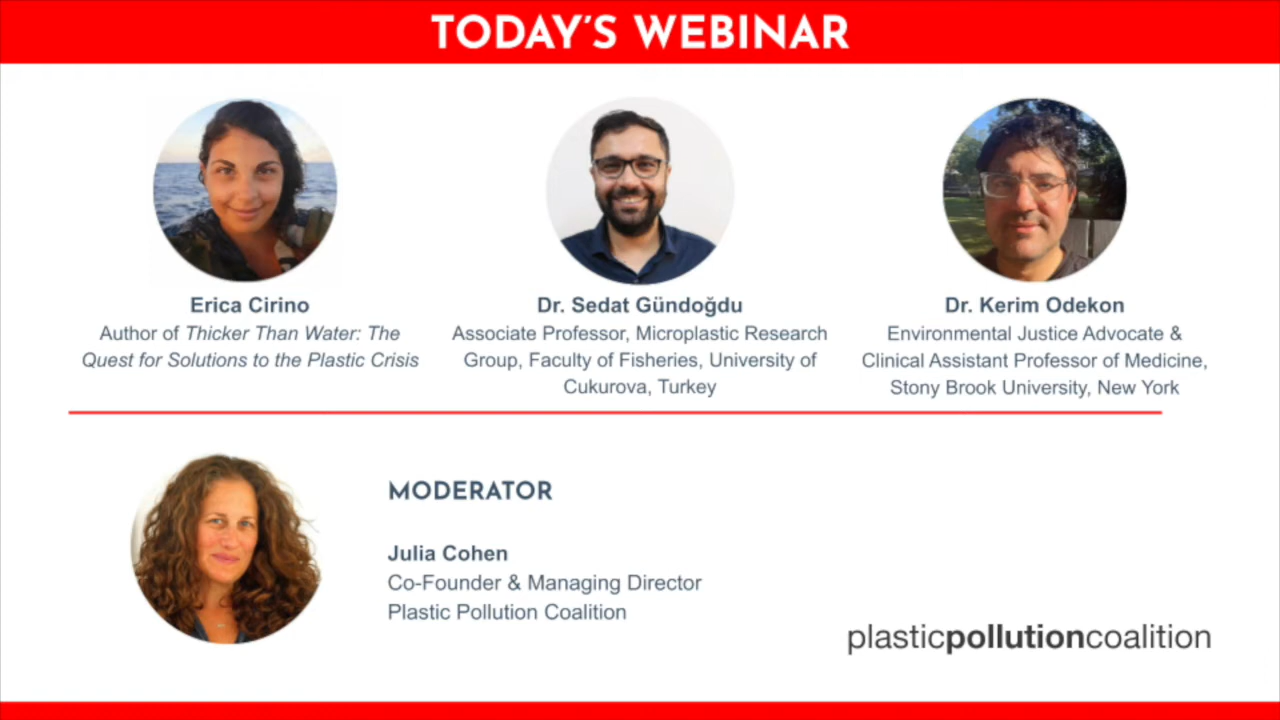 TODAY'S WEBINAR
Erica Cirino
Author of Thicker Than Water: The
Quest for Solutions to the Plastic Crisis
Dr. Sedat Gündoğdu
Associate Professor, Microplastic Research
Group, Faculty of Fisheries, University of
Cukurova, Turkey
Dr. Kerim Odekon
Environmental Justice Advocate &
Clinical Assistant Professor of Medicine,
Stony Brook University, New York
MODERATOR
Julia Cohen
Co-Founder & Managing Director
Plastic Pollution Coalition
plasticpollutioncoalition